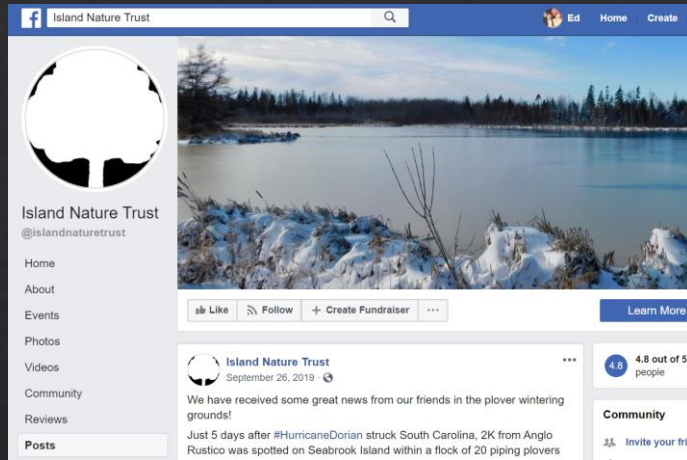 Island Nature Trust
Ed Home Create
Island Nature Trust
@islandnaturetrust
Home
About
Events
Photos
Videos
Community
Reviews
Posts
Like Follow + Create Fundraiser ...
Learn More
Island Nature Trust
September 26, 2019 ·
We have received some great news from our friends in the plover wintering
grounds!
Just 5 days after #HurricaneDorian struck South Carolina, 2K from Anglo
Rustico was spotted on Seabrook Island within a flock of 20 piping plovers
4.8
4.8 out of 5
people
Community
Invite your fri